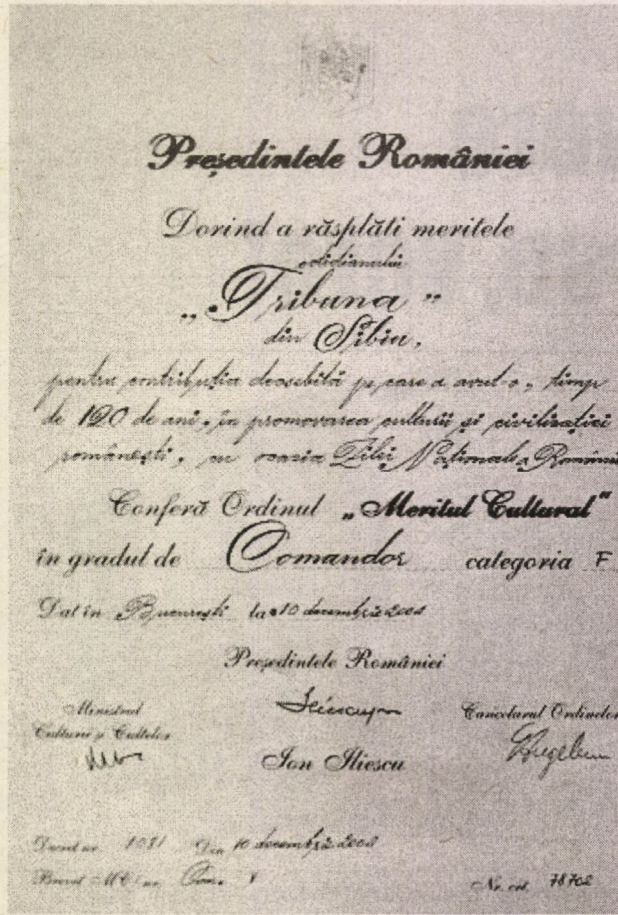 Președintele României
Dorind a răsplăti meritele
cotidianului
„Tribuna”
din Sibiu,
pentru contribuția deosebită pe care a avut-o, timp
de 120 de ani, în promovarea culturii și civilizației
românești, cu ocazia Zilei Naționale a României
Conferă Ordinul „Meritul Cultural“
în gradul de Comandor categoria F
Dat în București la 10 decembrie
Președintele României
Ministrul
Culturii și Cultelor
Cancelarul Ordinelor
Ion Iliescu
Decret nr. 1081 Din 10 decembrie
Brevet
Nr. crt. 78702